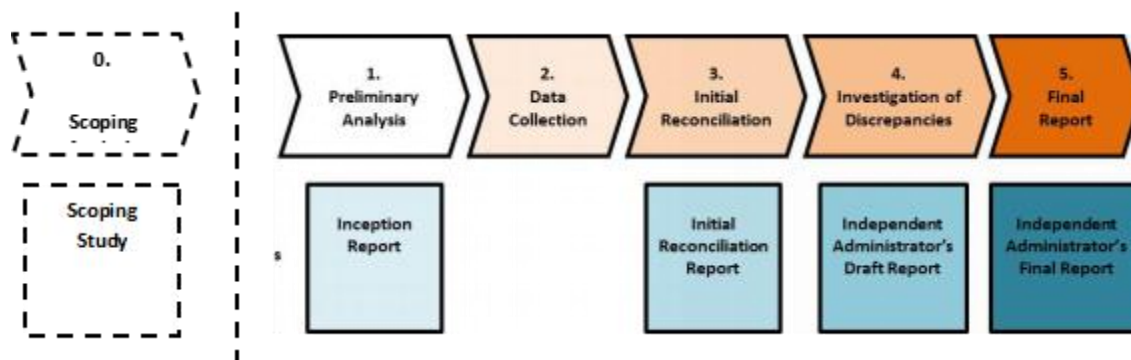 0.
Scoping
1.
Preliminary
Analysis
2.
Data
Collection
3.
Initial
Reconciliation
4.
Investigation of
Discrepancies
5.
Final
Report
Scoping
Study
s
Inception
Report
Initial
Reconciliation
Report
Independent
Administrator's
Draft Report
Independent
Administrator's
Final Report